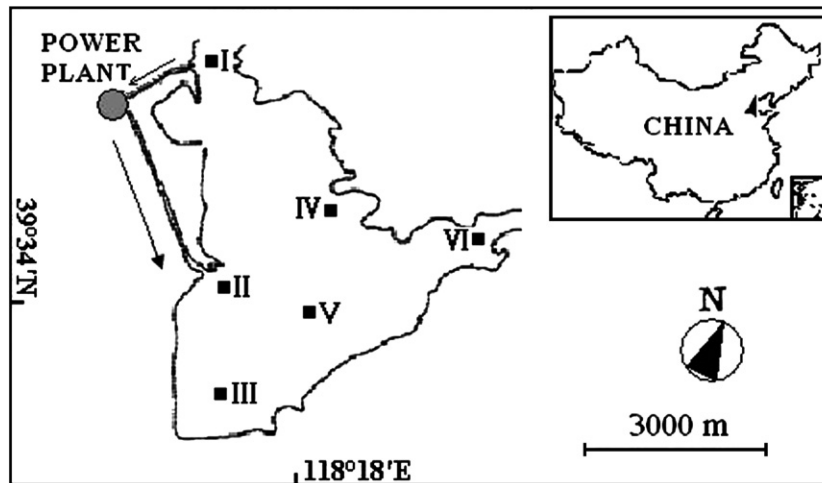 POWER
PLANT
I
CHINA
IV
VI
39°34'N
II
V
N
III
3000 m
118°18'E